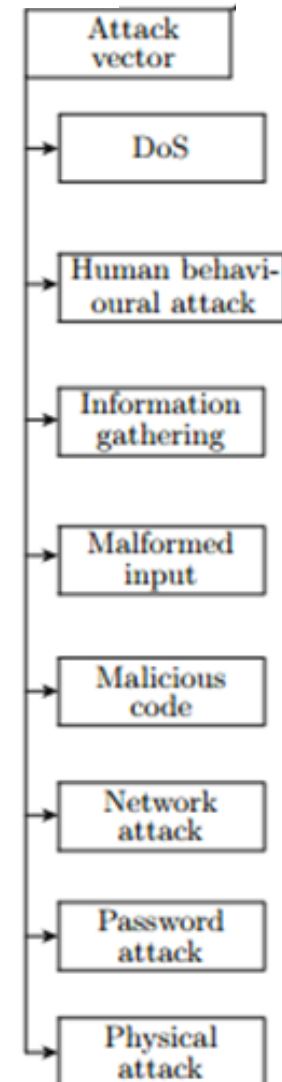 Attack
vector
DoS
Human behavi-
oural attack
Information
gathering
Malformed
input
Malicious
code
Network
attack
Password
attack
Physical
attack